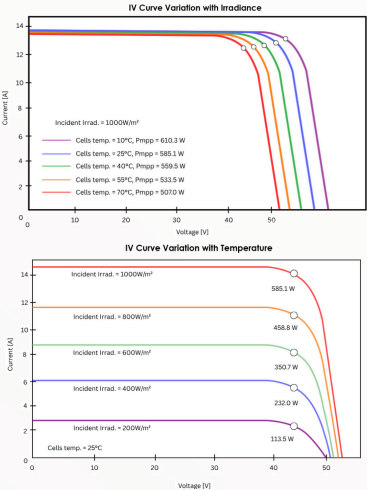 IV Curve Variation with Irradiance
14
12
10
8
6
4
2
0
Current [A]
Incident Irrad. = 1000W/m²
Cells temp. = 10°C, Pmpp = 610.3 W
Cells temp. = 25°C, Pmpp = 585.1 W
Cells temp. = 40°C, Pmpp = 559.5 W
Cells temp. = 55°C, Pmpp = 533.5 W
Cells temp. = 70°C, Pmpp = 507.0 W
0 10 20 30 40 50
Voltage [V]
IV Curve Variation with Temperature
14
12
10
8
6
4
2
0
Current [A]
Incident Irrad. = 1000W/m²
585.1 W
Incident Irrad. = 800W/m²
458.8 W
Incident Irrad. = 600W/m²
350.7 W
Incident Irrad. = 400W/m²
232.0 W
Incident Irrad. = 200W/m²
113.5 W
Cells temp. = 25°C
0 10 20 30 40 50
Voltage [V]